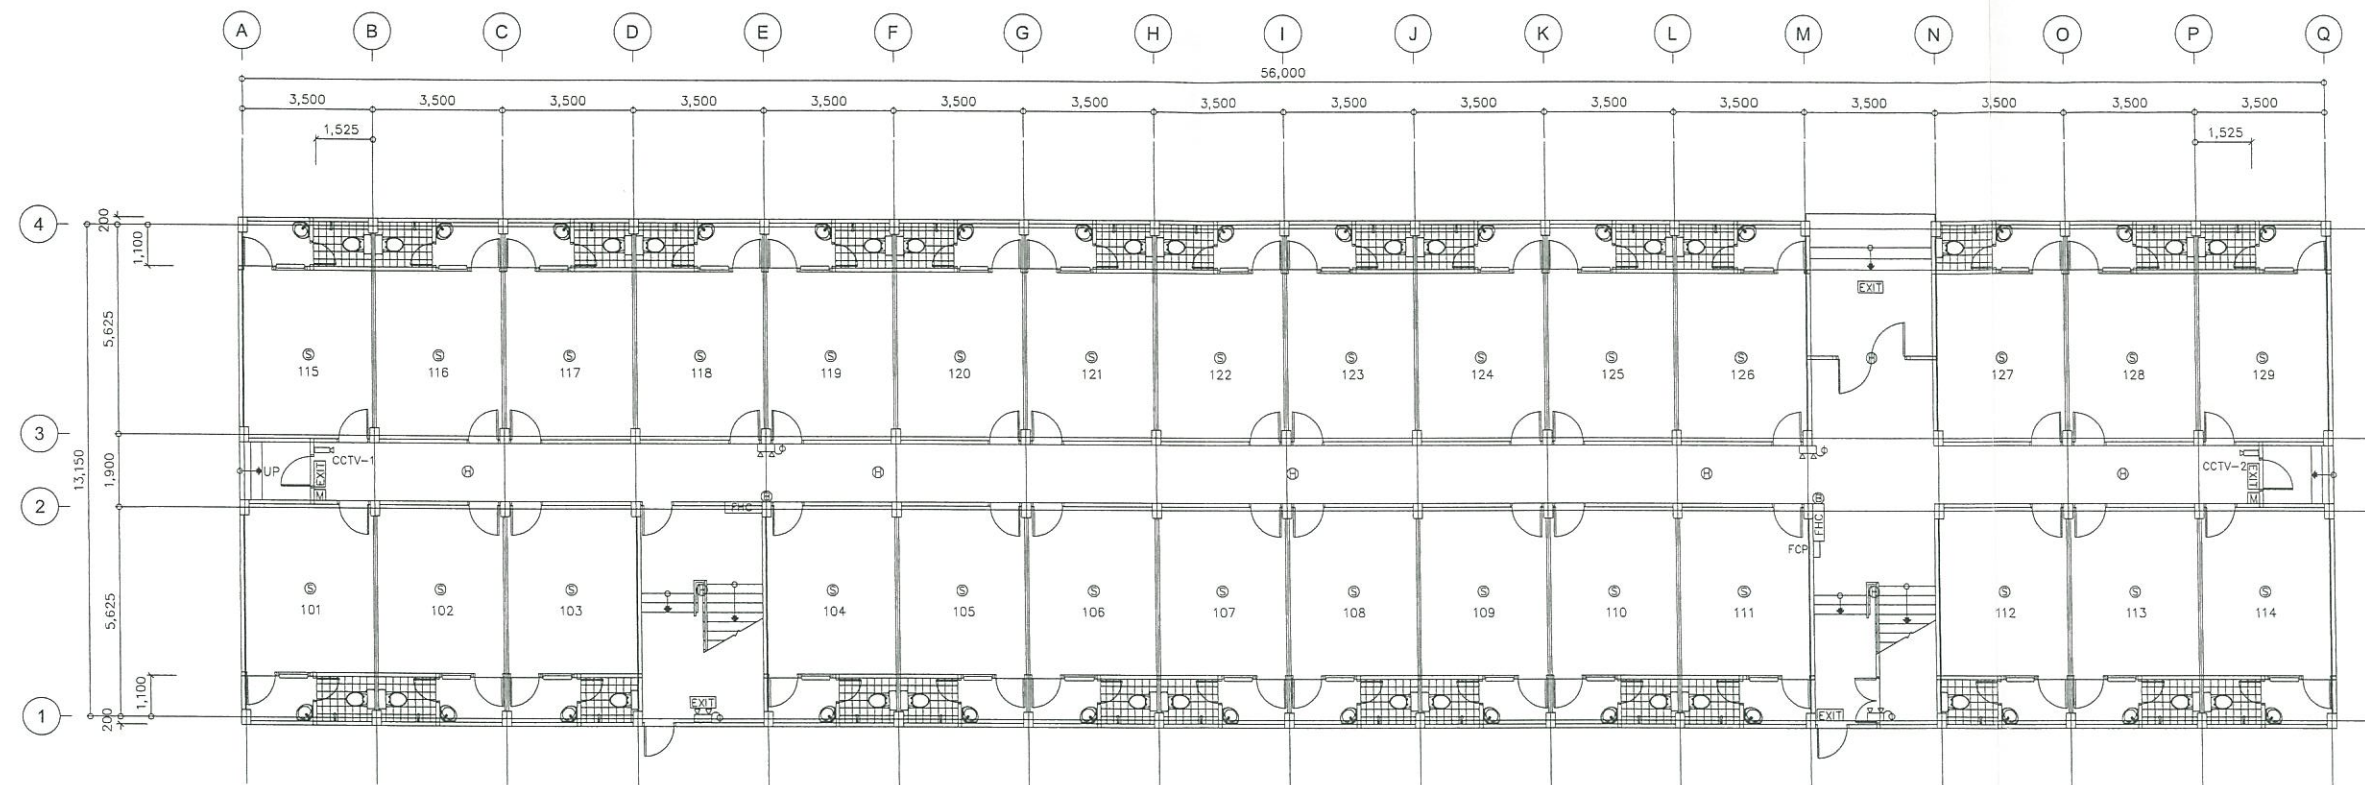 A B C D E F G H I J K L M N O P Q
56,000
3,500 3,500 3,500 3,500 3,500 3,500 3,500 3,500 3,500 3,500 3,500 3,500 3,500 3,500 3,500 3,500
1,525 1,525
4
200
1,100
EXIT
5,625
S S S S S S S S S S S S H S S S
115 116 117 118 119 120 121 122 123 124 125 126 127 128 129
3
13,150
1,900
UP
EXIT
M
CCTV-1
H H H H H
CCTV-2
EXIT
M
2
FHC
H
H
FHC
FCP
5,625
S S S H S S S S S S S S H S S S
101 102 103 104 105 106 107 108 109 110 111 112 113 114
1,100
EXIT
EXIT
1
200